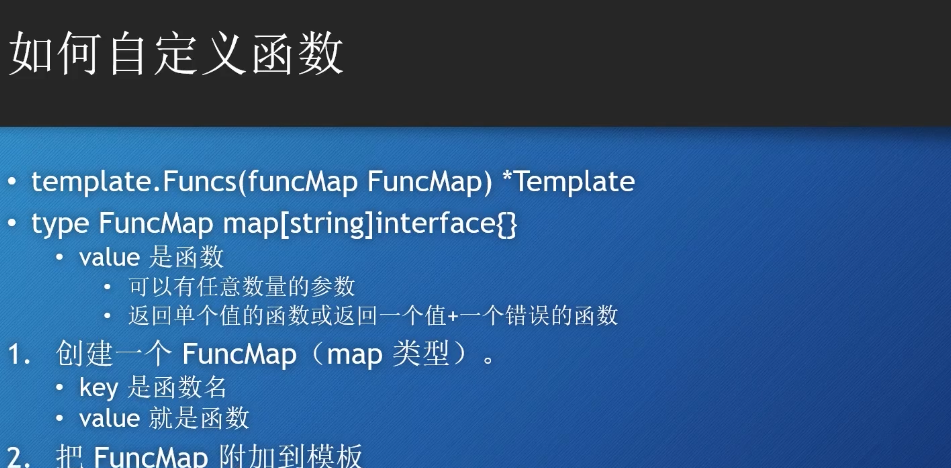 如何自定义函数
• template.Funcs(funcMap FuncMap) *Template
• type FuncMap map[string]interface{}
• value 是函数
• 可以有任意数量的参数
• 返回单个值的函数或返回一个值+一个错误的函数
1. 创建一个 FuncMap（map 类型）。
• key 是函数名
• value 就是函数
2. 把 FuncMap 附加到模板